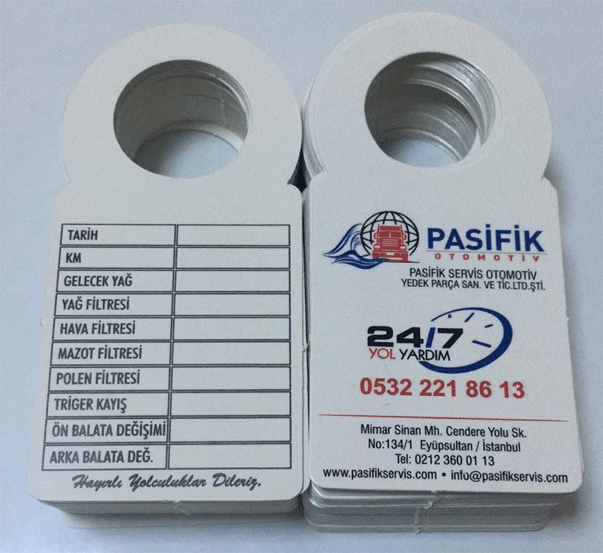 TARİH
KM
GELECEK YAĞ
YAĞ FİLTRESİ
HAVA FİLTRESİ
MAZOT FİLTRESİ
POLEN FİLTRESİ
TRİGER KAYIŞ
ÖN BALATA DEĞİŞİMİ
ARKA BALATA DEĞ.
Hayırlı Yolculuklar Dileriz.
PASİFİK
OTOMOTİV
PASİFİK SERVİS OTOMOTİV
YEDEK PARÇA SAN. VE TİC.LTD.ŞTİ.
24/7
YOL YARDIM
0532 221 86 13
Mimar Sinan Mh. Cendere Yolu Sk.
No:134/1 Eyüpsultan / İstanbul
Tel: 0212 360 01 13
www.pasifikservis.com • info@pasifikservis.com